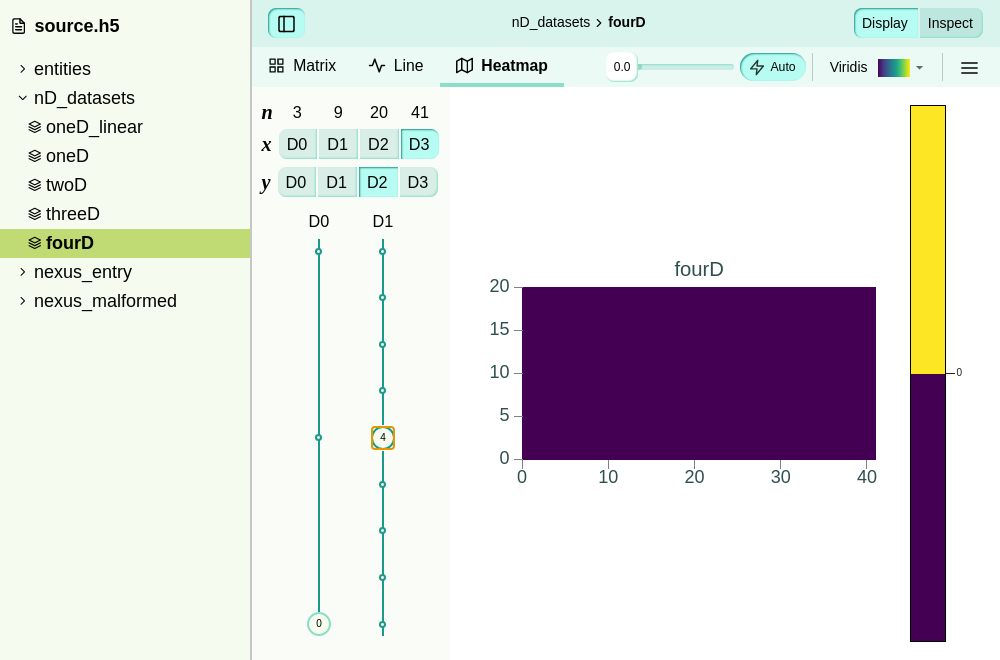 source.h5
entities
nD_datasets
oneD_linear
oneD
twoD
threeD
fourD
nexus_entry
nexus_malformed
nD_datasets › fourD
Display Inspect
Matrix Line Heatmap 0.0 Auto Viridis
n 3 9 20 41
x D0 D1 D2 D3
y D0 D1 D2 D3
D0 D1
4
0
fourD
20
15
10
5
0
0 10 20 30 40
0